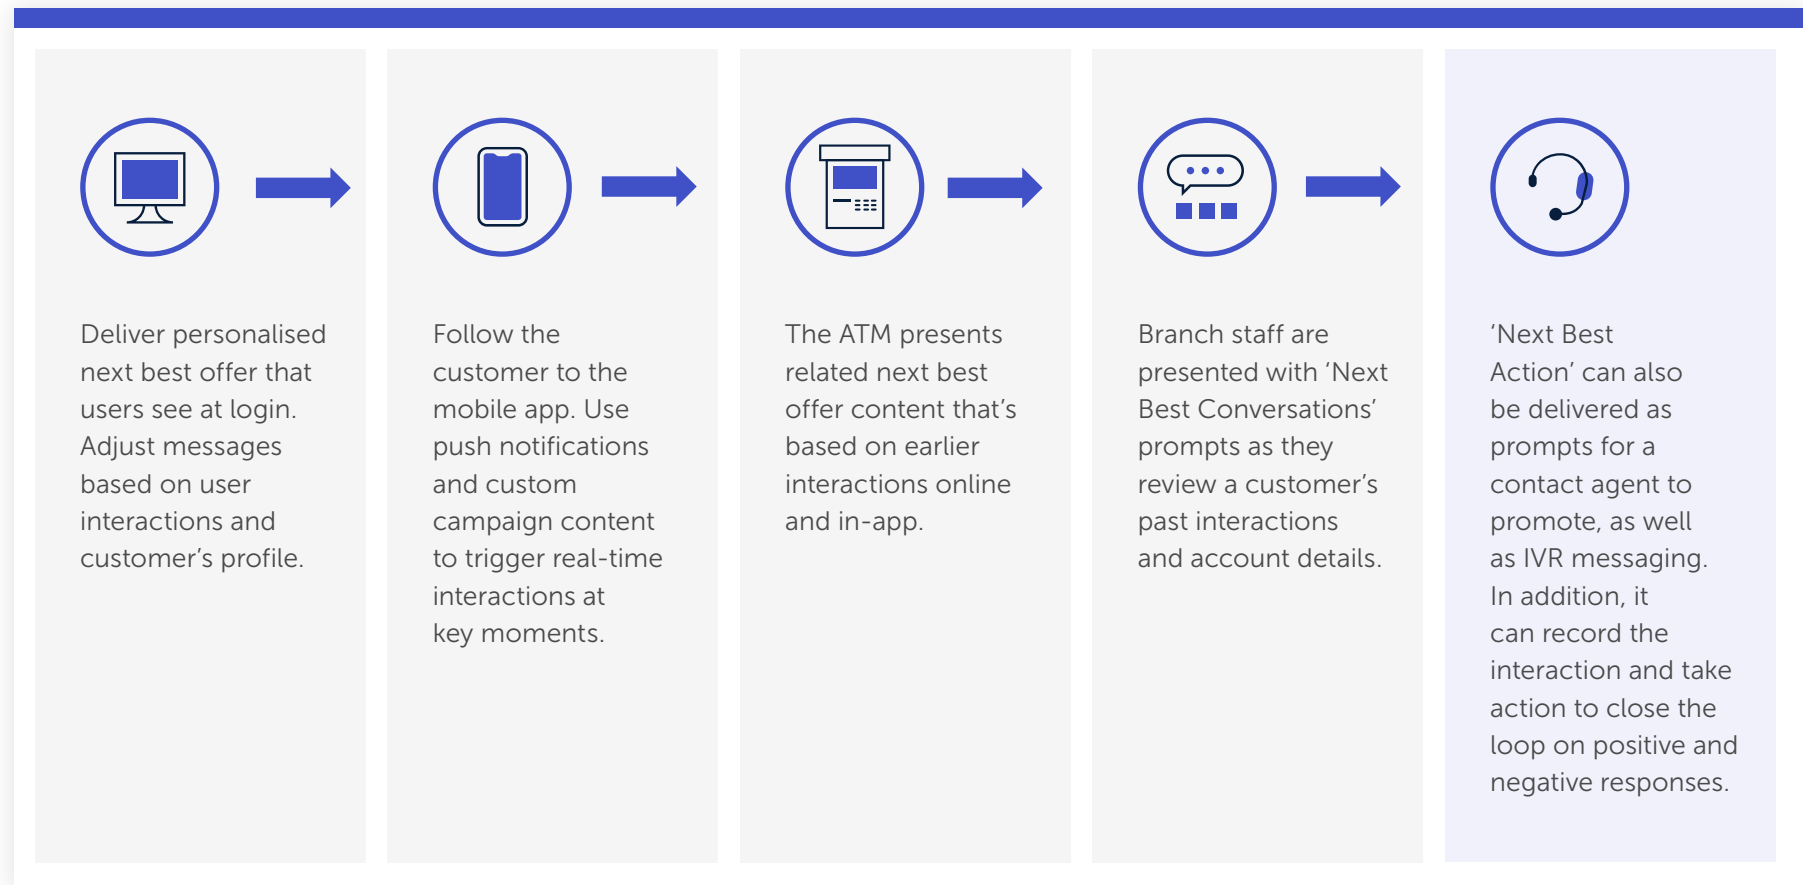 Deliver personalised
next best offer that
users see at login.
Adjust messages
based on user
interactions and
customer’s profile.
Follow the
customer to the
mobile app. Use
push notifications
and custom
campaign content
to trigger real-time
interactions at
key moments.
The ATM presents
related next best
offer content that’s
based on earlier
interactions online
and in-app.
Branch staff are
presented with ‘Next
Best Conversations’
prompts as they
review a customer’s
past interactions
and account details.
‘Next Best
Action’ can also
be delivered as
prompts for a
contact agent to
promote, as well
as IVR messaging.
In addition, it
can record the
interaction and take
action to close the
loop on positive and
negative responses.